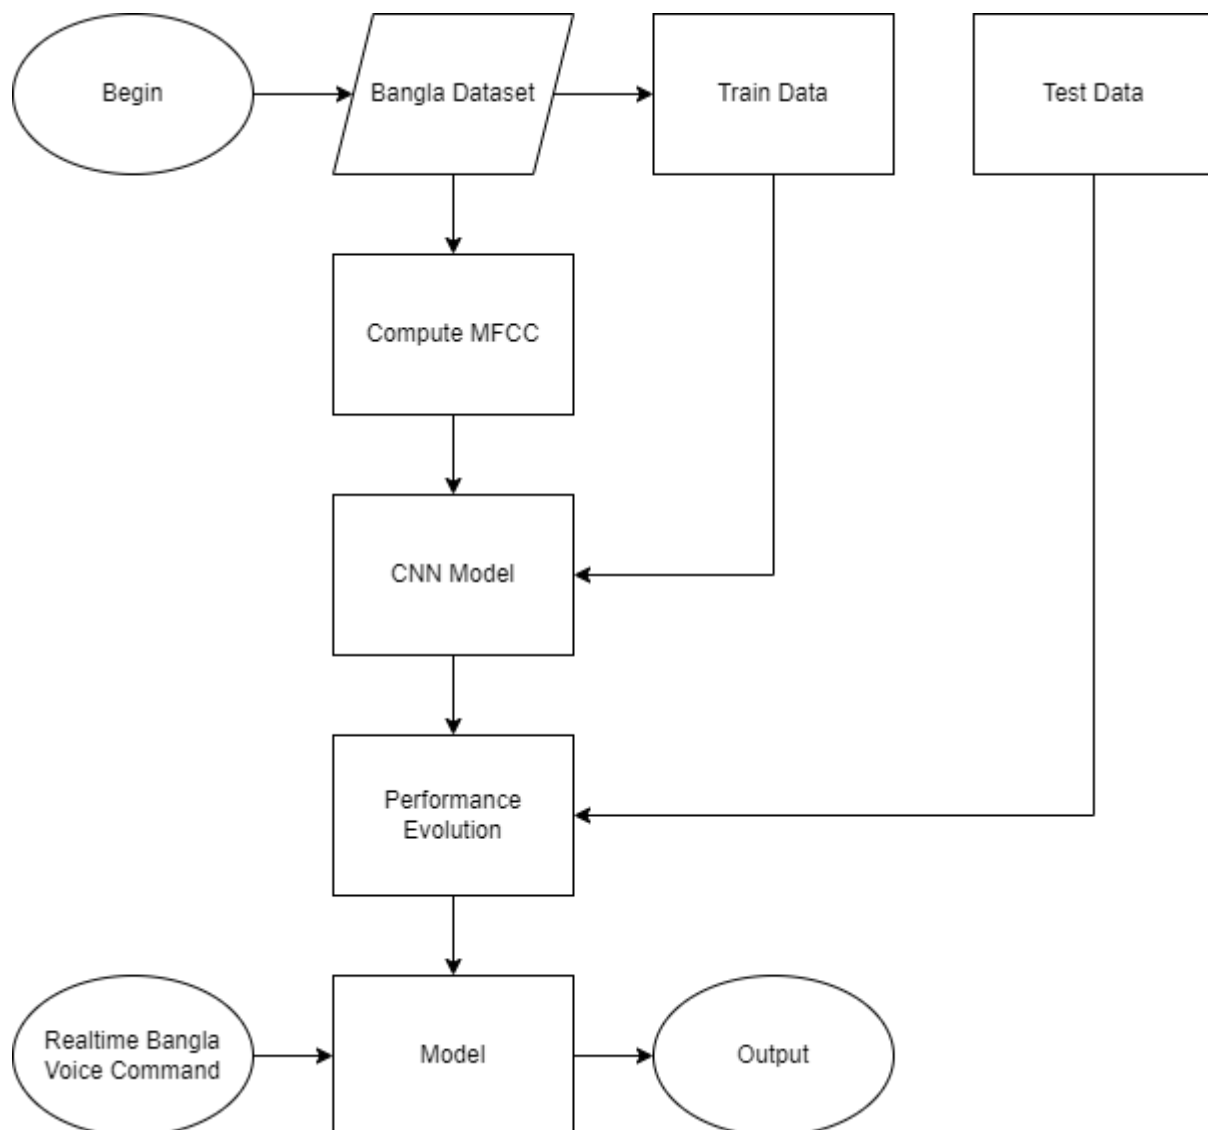 Begin
Bangla Dataset
Train Data
Test Data
Compute MFCC
CNN Model
Performance
Evolution
Realtime Bangla
Voice Command
Model
Output